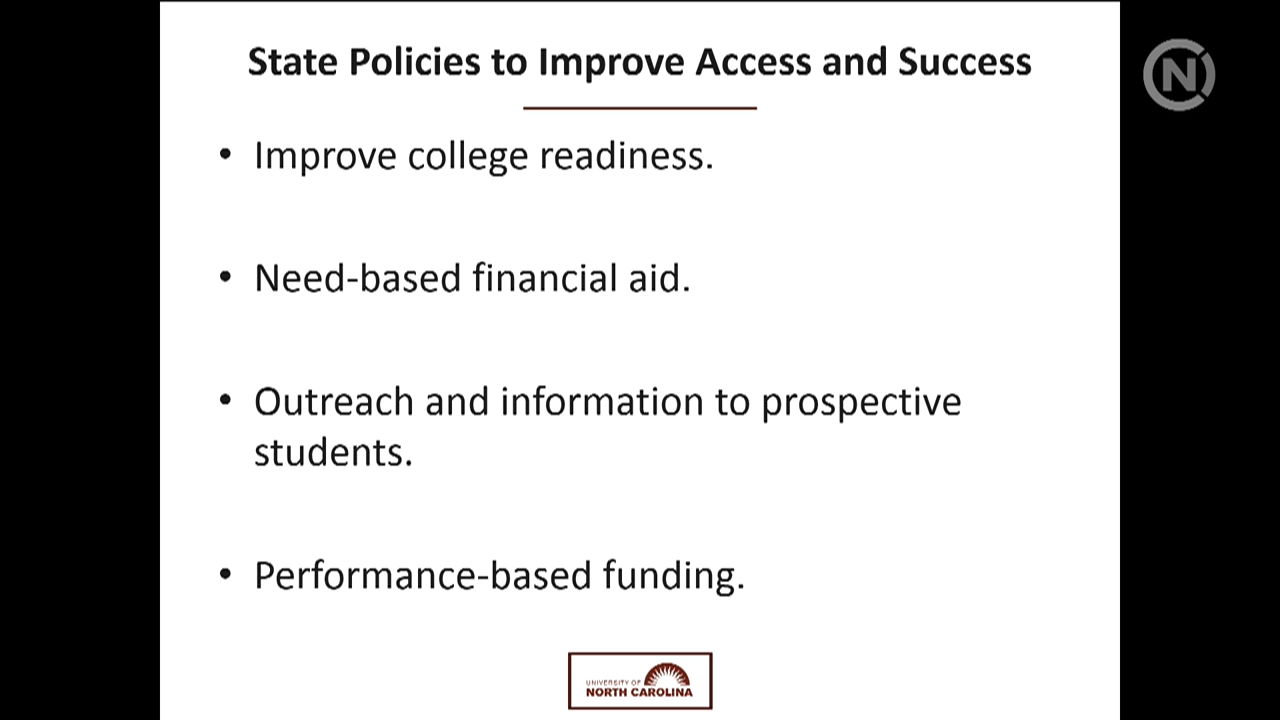 State Policies to Improve Access and Success
• Improve college readiness.
• Need-based financial aid.
• Outreach and information to prospective
students.
• Performance-based funding.
UNIVERSITY OF
NORTH CAROLINA
N